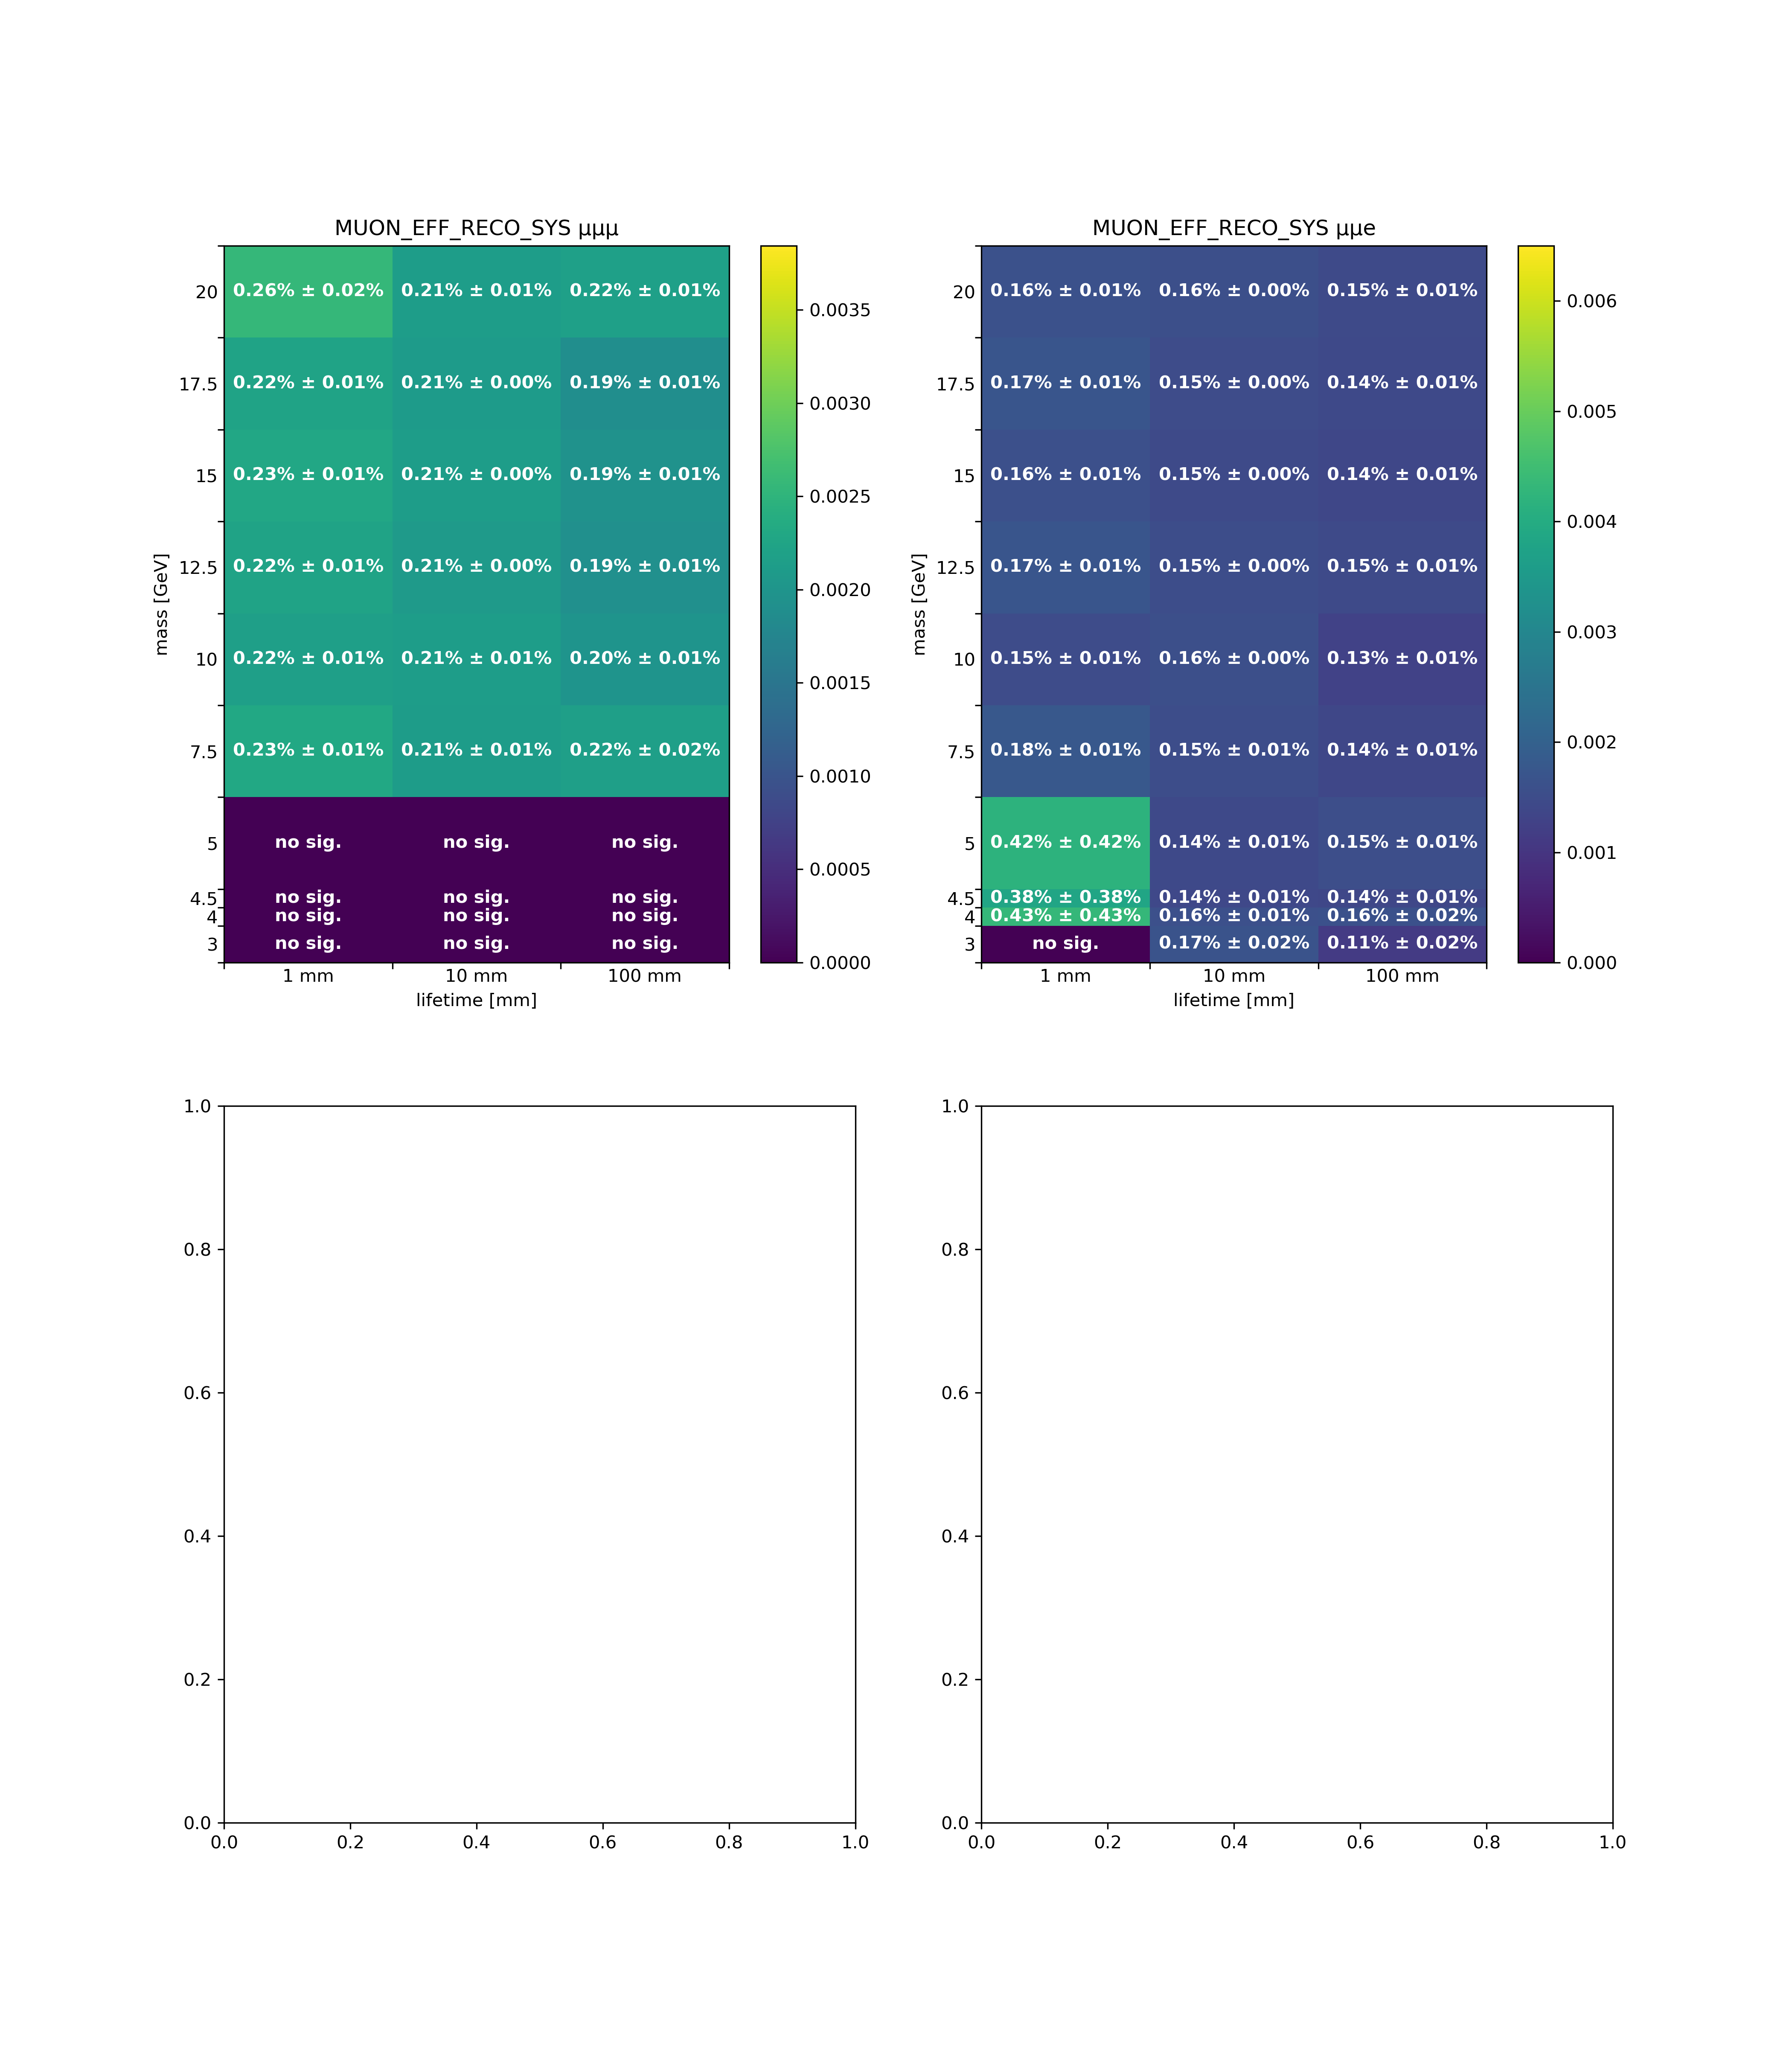 MUON_EFF_RECO_SYS μμμ
20 0.26% ± 0.02% 0.21% ± 0.01% 0.22% ± 0.01%
17.5 0.22% ± 0.01% 0.21% ± 0.00% 0.19% ± 0.01%
15 0.23% ± 0.01% 0.21% ± 0.00% 0.19% ± 0.01%
12.5 0.22% ± 0.01% 0.21% ± 0.00% 0.19% ± 0.01%
10 0.22% ± 0.01% 0.21% ± 0.01% 0.20% ± 0.01%
7.5 0.23% ± 0.01% 0.21% ± 0.01% 0.22% ± 0.02%
5 no sig. no sig. no sig.
4.5 no sig. no sig. no sig.
4 no sig. no sig. no sig.
3 no sig. no sig. no sig.
1 mm 10 mm 100 mm
lifetime [mm]
mass [GeV]
0.0035
0.0030
0.0025
0.0020
0.0015
0.0010
0.0005
0.0000
MUON_EFF_RECO_SYS μμe
20 0.16% ± 0.01% 0.16% ± 0.00% 0.15% ± 0.01%
17.5 0.17% ± 0.01% 0.15% ± 0.00% 0.14% ± 0.01%
15 0.16% ± 0.01% 0.15% ± 0.00% 0.14% ± 0.01%
12.5 0.17% ± 0.01% 0.15% ± 0.00% 0.15% ± 0.01%
10 0.15% ± 0.01% 0.16% ± 0.00% 0.13% ± 0.01%
7.5 0.18% ± 0.01% 0.15% ± 0.01% 0.14% ± 0.01%
5 0.42% ± 0.42% 0.14% ± 0.01% 0.15% ± 0.01%
4.5 0.38% ± 0.38% 0.14% ± 0.01% 0.14% ± 0.01%
4 0.43% ± 0.43% 0.16% ± 0.01% 0.16% ± 0.02%
3 no sig. 0.17% ± 0.02% 0.11% ± 0.02%
1 mm 10 mm 100 mm
lifetime [mm]
mass [GeV]
0.006
0.005
0.004
0.003
0.002
0.001
0.000
1.0
0.8
0.6
0.4
0.2
0.0
0.0 0.2 0.4 0.6 0.8 1.0
1.0
0.8
0.6
0.4
0.2
0.0
0.0 0.2 0.4 0.6 0.8 1.0